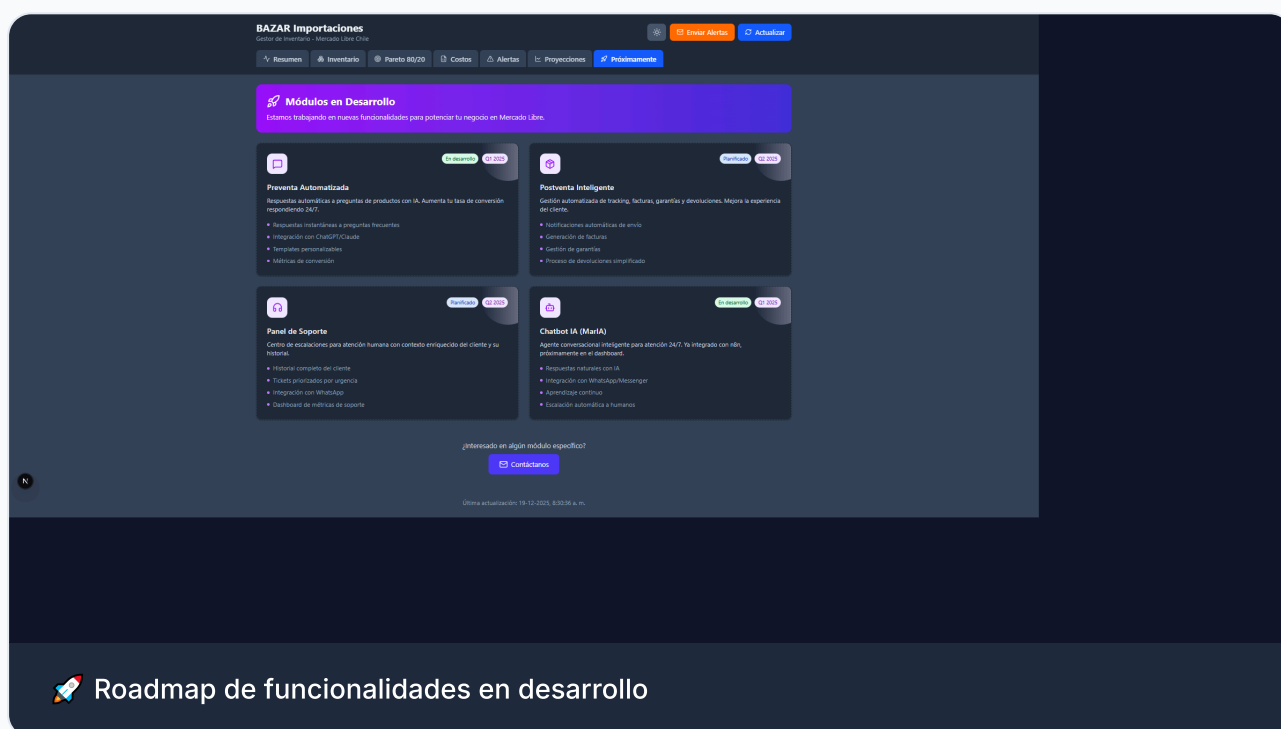 BAZAR Importaciones
Gestor de Inventario - Mercado Libre Chile
Enviar Alertas
Actualizar
Resumen
Inventario
Pareto 80/20
Costos
Alertas
Proyecciones
Próximamente
Módulos en Desarrollo
Estamos trabajando en nuevas funcionalidades para potenciar tu negocio en Mercado Libre.
En desarrollo
Q1 2025
Preventa Automatizada
Respuestas automáticas a preguntas de productos con IA. Aumenta tu tasa de conversión
respondiendo 24/7.
Respuestas instantáneas a preguntas frecuentes
Integración con ChatGPT/Claude
Templates personalizables
Métricas de conversión
Planificado
Q2 2025
Postventa Inteligente
Gestión automatizada de tracking, facturas, garantías y devoluciones. Mejora la experiencia
del cliente.
Notificaciones automáticas de envío
Generación de facturas
Gestión de garantías
Proceso de devoluciones simplificado
Planificado
Q2 2025
Panel de Soporte
Centro de escalaciones para atención humana con contexto enriquecido del cliente y su
historial.
Historial completo del cliente
Tickets priorizados por urgencia
Integración con WhatsApp
Dashboard de métricas de soporte
En desarrollo
Q1 2025
Chatbot IA (MarIA)
Agente conversacional inteligente para atención 24/7. Ya integrado con n8n,
próximamente en el dashboard.
Respuestas naturales con IA
Integración con WhatsApp/Messenger
Aprendizaje continuo
Escalación automática a humanos
¿Interesado en algún módulo específico?
Contáctanos
N
Última actualización: 19-12-2025, 8:50:36 a. m.
🚀 Roadmap de funcionalidades en desarrollo